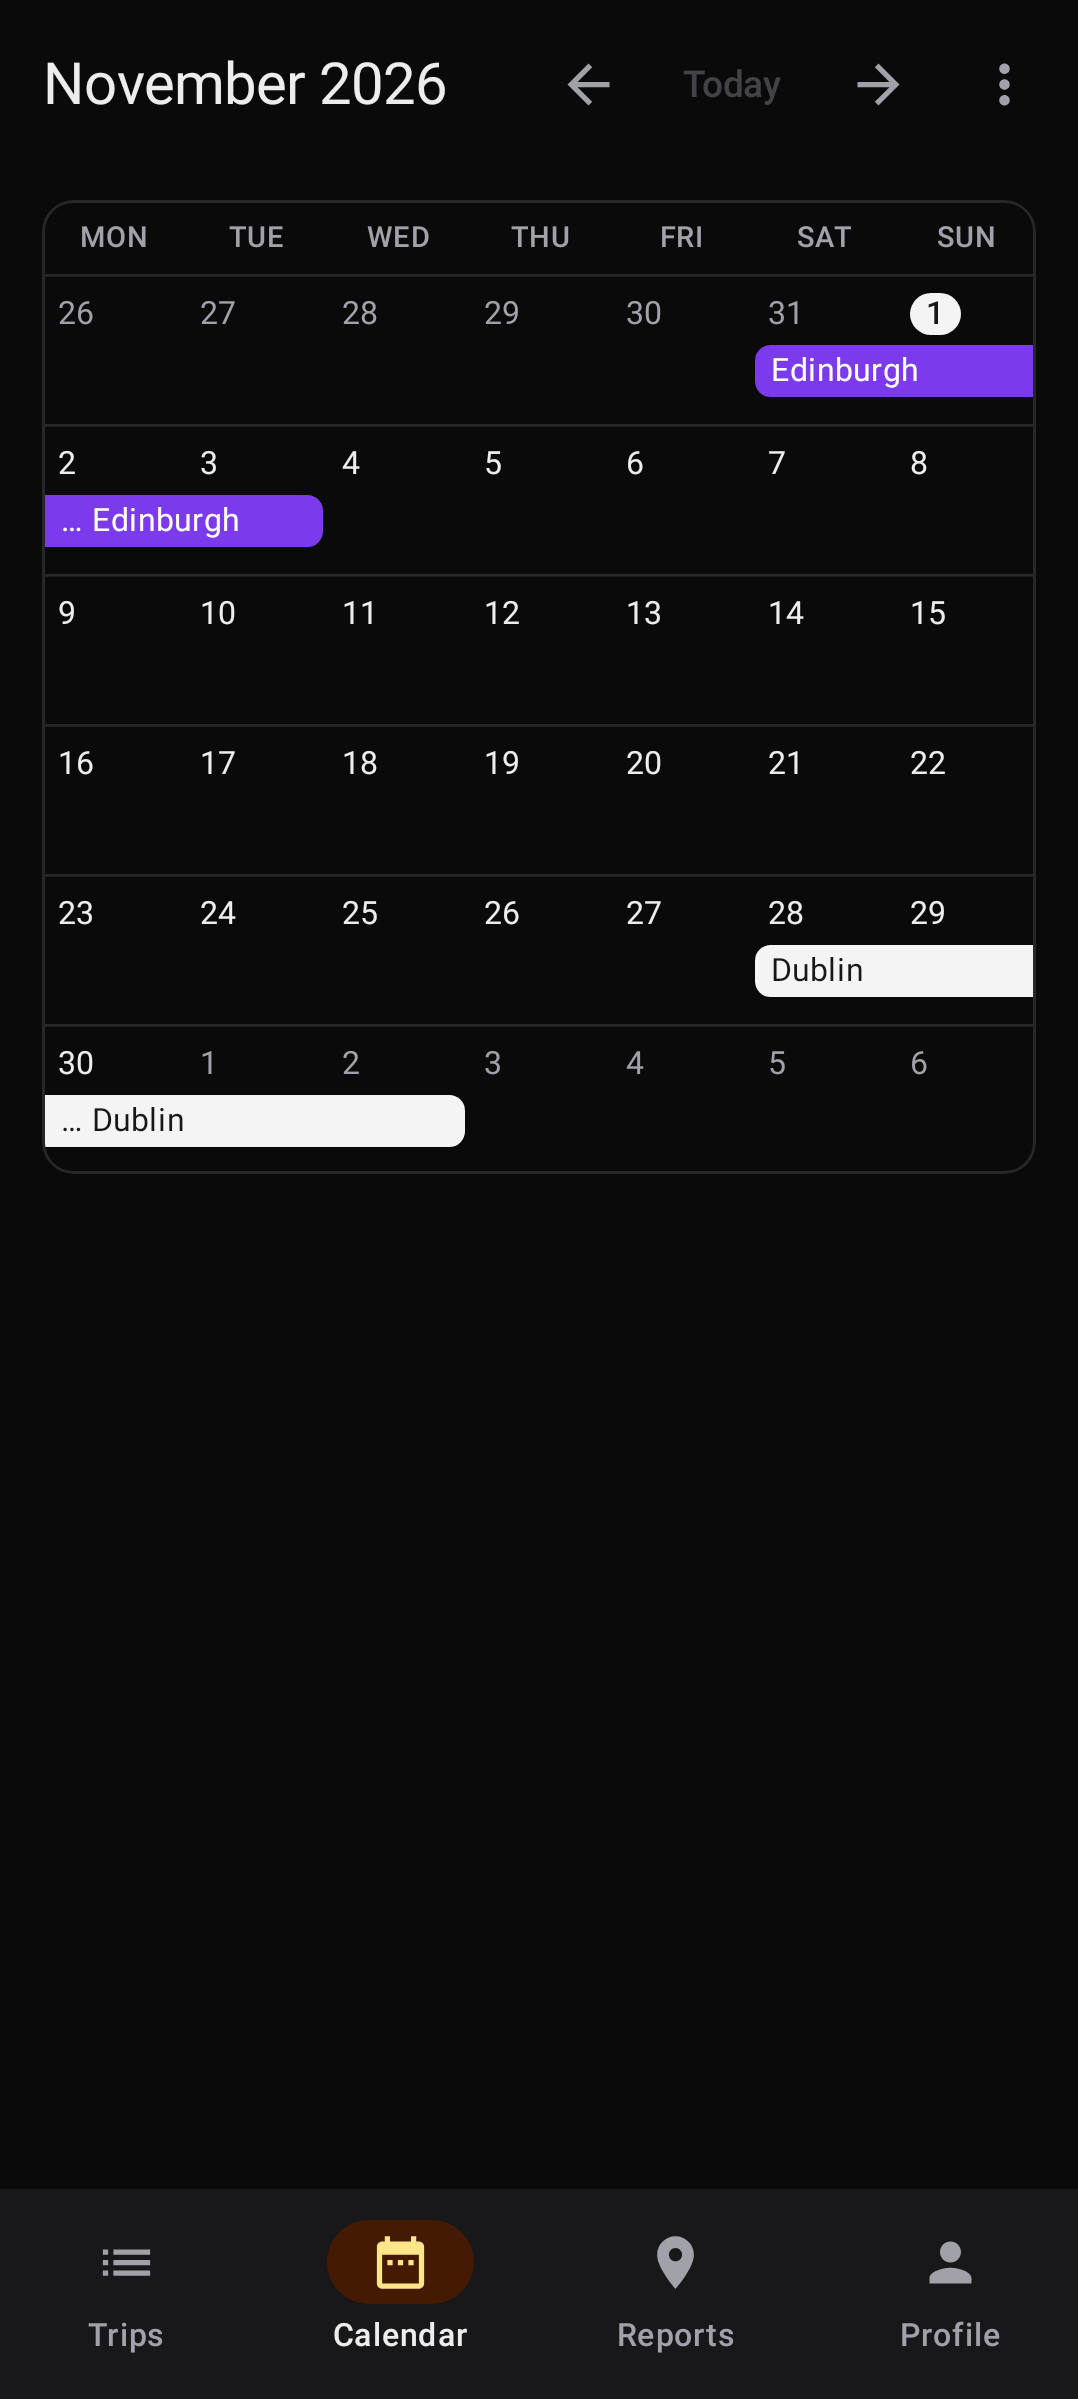 November 2026 Today
MON TUE WED THU FRI SAT SUN
26 27 28 29 30 31 1
Edinburgh
2 3 4 5 6 7 8
... Edinburgh
9 10 11 12 13 14 15
16 17 18 19 20 21 22
23 24 25 26 27 28 29
Dublin
30 1 2 3 4 5 6
... Dublin
Trips Calendar Reports Profile